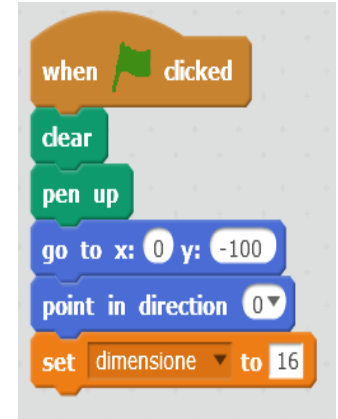 when clicked
clear
pen up
go to x: 0 y: -100
point in direction 0
set dimensione to 16